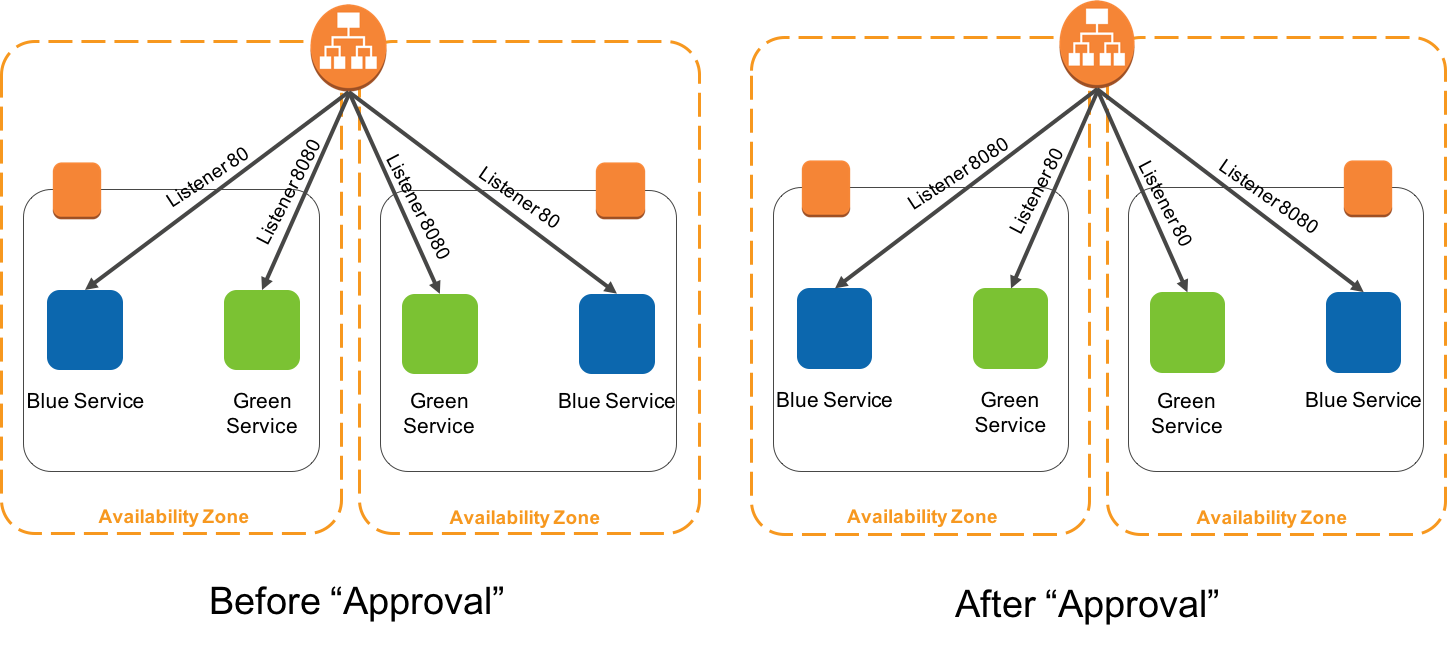 Listener 80
Listener 8080
Listener 8080
Listener 80
Blue Service
Green
Service
Green
Service
Blue Service
Availability Zone
Availability Zone
Before “Approval”
Listener 8080
Listener 80
Listener 80
Listener 8080
Blue Service
Green
Service
Green
Service
Blue Service
Availability Zone
Availability Zone
After “Approval”